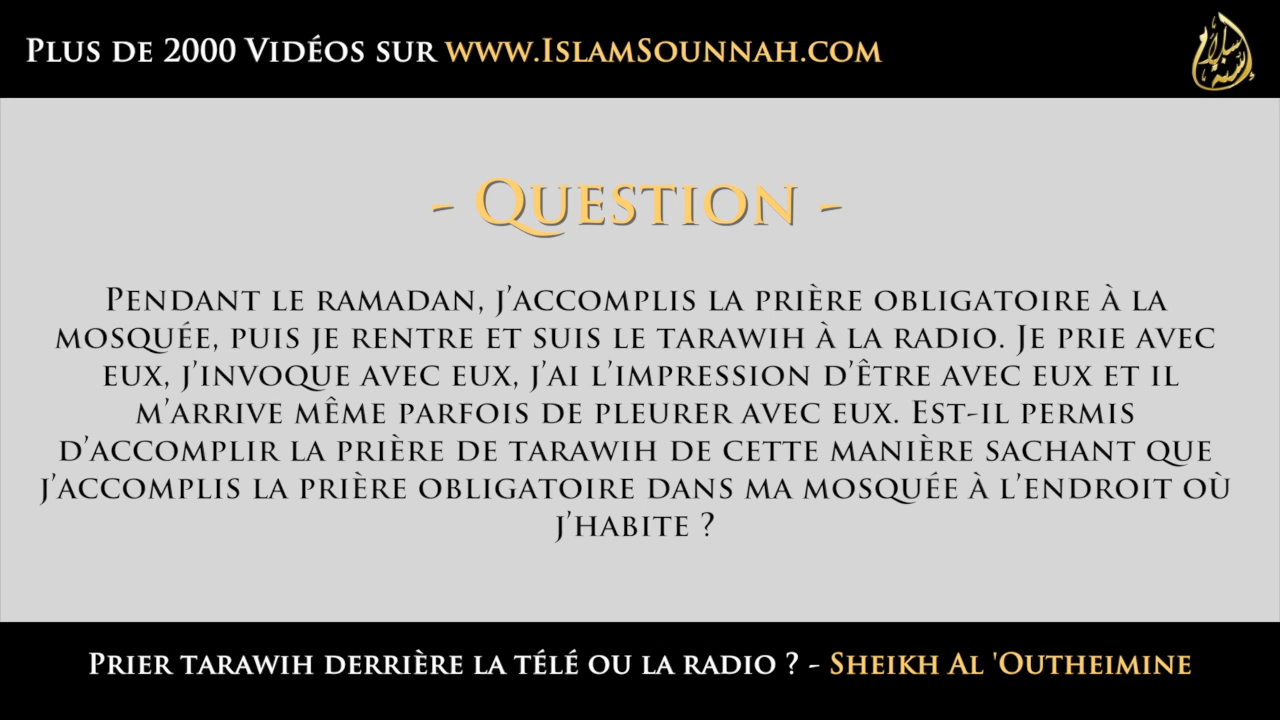 Plus de 2000 Vidéos sur www.IslamSounnah.com
- Question -
Pendant le ramadan, j’accomplis la prière obligatoire à la
mosquée, puis je rentre et suis le tarawih à la radio. Je prie avec
eux, j’invoque avec eux, j’ai l’impression d’être avec eux et il
m’arrive même parfois de pleurer avec eux. Est-il permis
d’accomplir la prière de tarawih de cette manière sachant que
j’accomplis la prière obligatoire dans ma mosquée à l’endroit où
j’habite ?
Prier tarawih derrière la télé ou la radio ? - Sheikh Al 'Outheimine